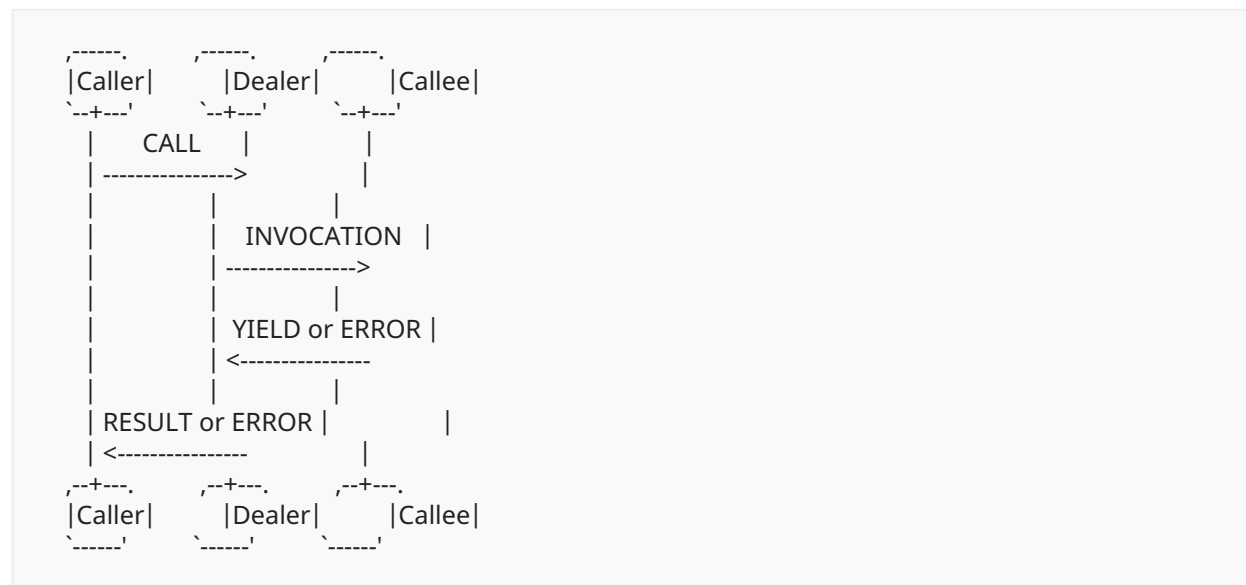 ,------.          ,------.          ,------.
|Caller|          |Dealer|          |Callee|
`--+---'          `--+---'          `--+---'
|       CALL      |                 |
| ---------------->                 |
|                 |                 |
|                 |    INVOCATION   |
|                 | ---------------->
|                 |                 |
|                 |  YIELD or ERROR |
|                 | <----------------
|                 |                 |
| RESULT or ERROR |                 |
| <----------------                 |
,--+---.          ,--+---.          ,--+---.
|Caller|          |Dealer|          |Callee|
`------'          `------'          `------'